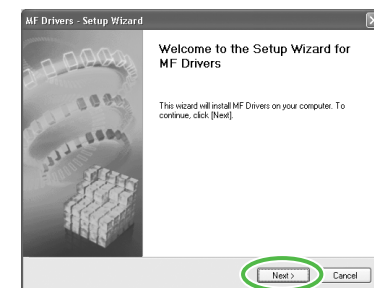 MF Drivers - Setup Wizard
Welcome to the Setup Wizard for
MF Drivers
This wizard will install MF Drivers on your computer. To
continue, click [Next].
Next >
Cancel